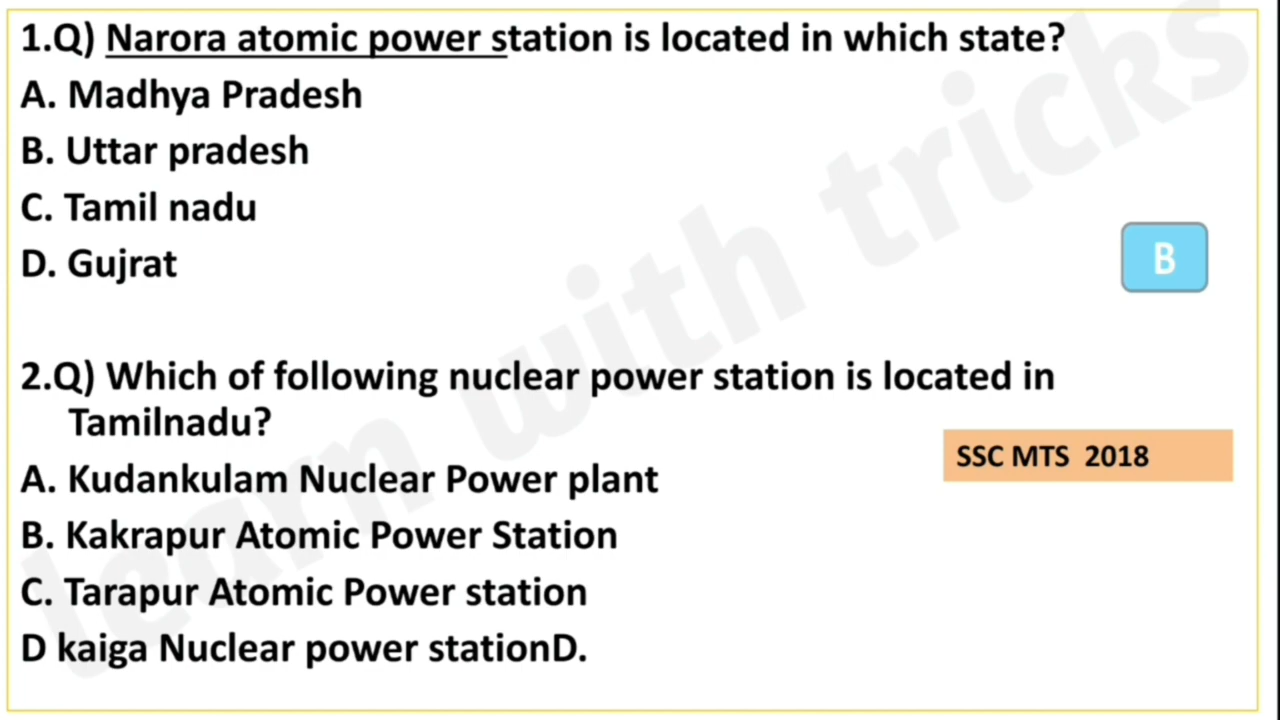 1.Q) Narora atomic power station is located in which state?
A. Madhya Pradesh
B. Uttar pradesh
C. Tamil nadu
D. Gujrat
B
2.Q) Which of following nuclear power station is located in
Tamilnadu?
SSC MTS 2018
A. Kudankulam Nuclear Power plant
B. Kakrapur Atomic Power Station
C. Tarapur Atomic Power station
D kaiga Nuclear power stationD.
learn with tricks